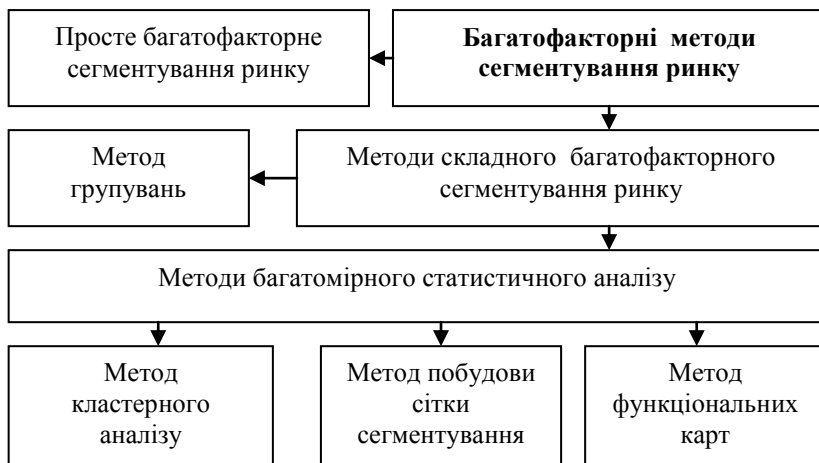 Просте багатофакторне
сегментування ринку
Багатофакторні методи
сегментування ринку
Метод
групувань
Методи складного багатофакторного
сегментування ринку
Методи багатомірного статистичного аналізу
Метод
кластерного
аналізу
Метод побудови
сітки
сегментування
Метод
функціональних
карт